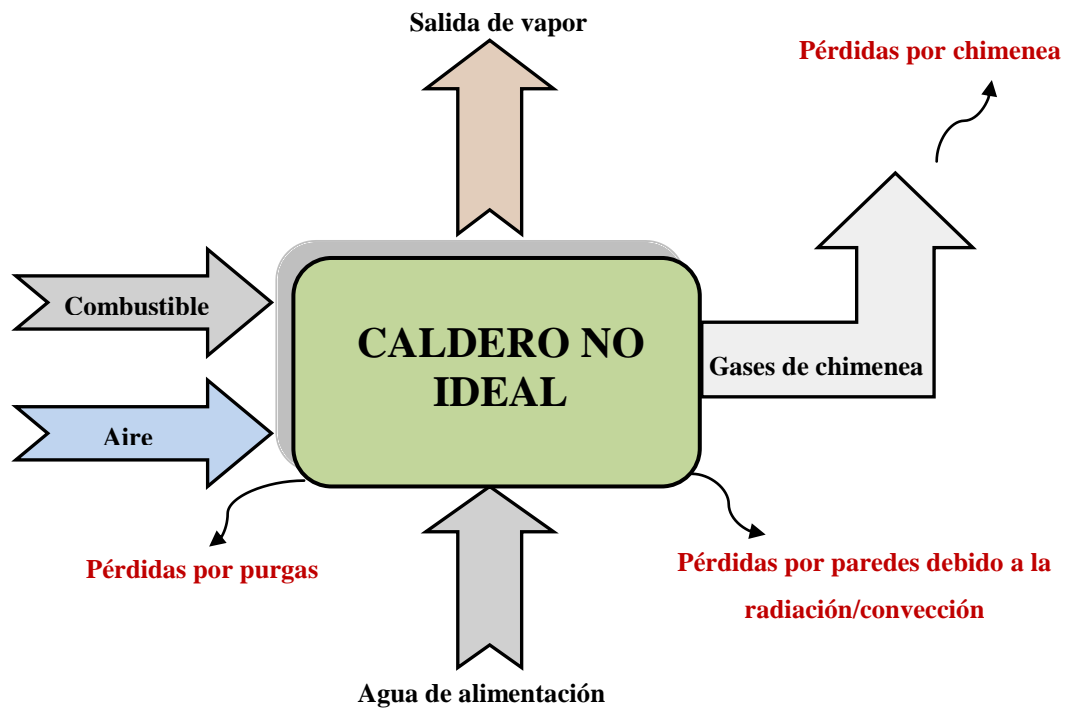 Salida de vapor
Pérdidas por chimenea
Combustible
CALDERO NO
IDEAL
Gases de chimenea
Aire
Pérdidas por purgas
Pérdidas por paredes debido a la
radiación/convección
Agua de alimentación